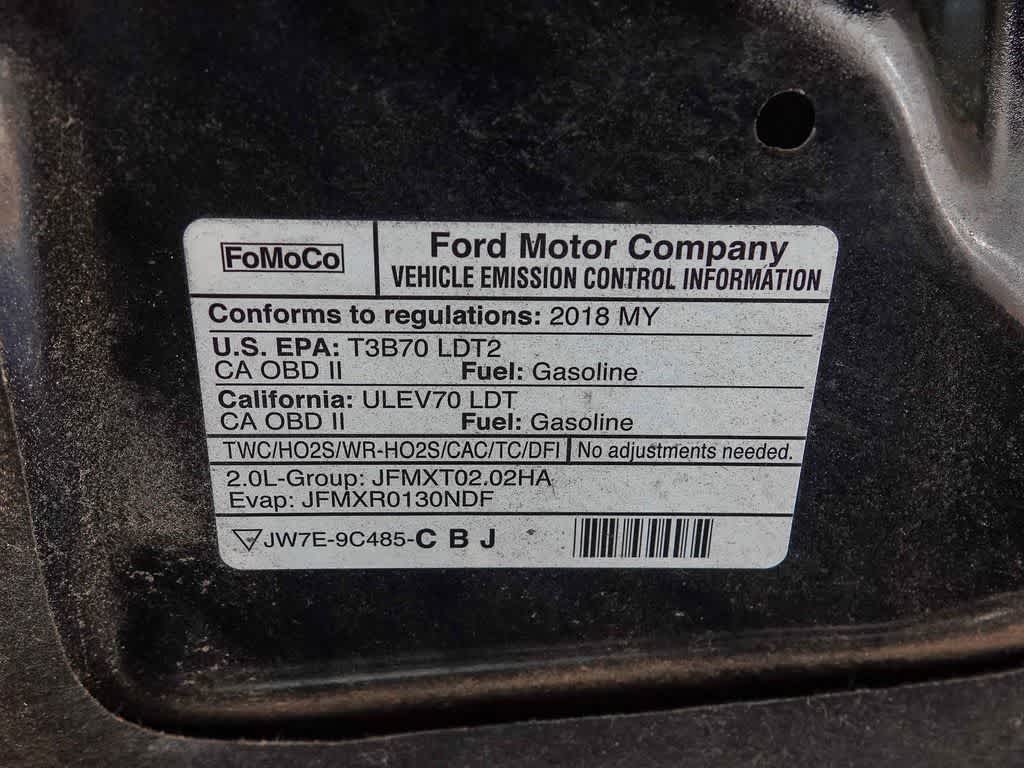 FoMoCo
Ford Motor Company
VEHICLE EMISSION CONTROL INFORMATION
Conforms to regulations: 2018 MY
U.S. EPA: T3B70 LDT2
CA OBD II Fuel: Gasoline
California: ULEV70 LDT
CA OBD II Fuel: Gasoline
TWC/HO2S/WR-HO2S/CAC/TC/DFI No adjustments needed.
2.0L-Group: JFMXT02.02HA
Evap: JFMXR0130NDF
JW7E-9C485-C B J